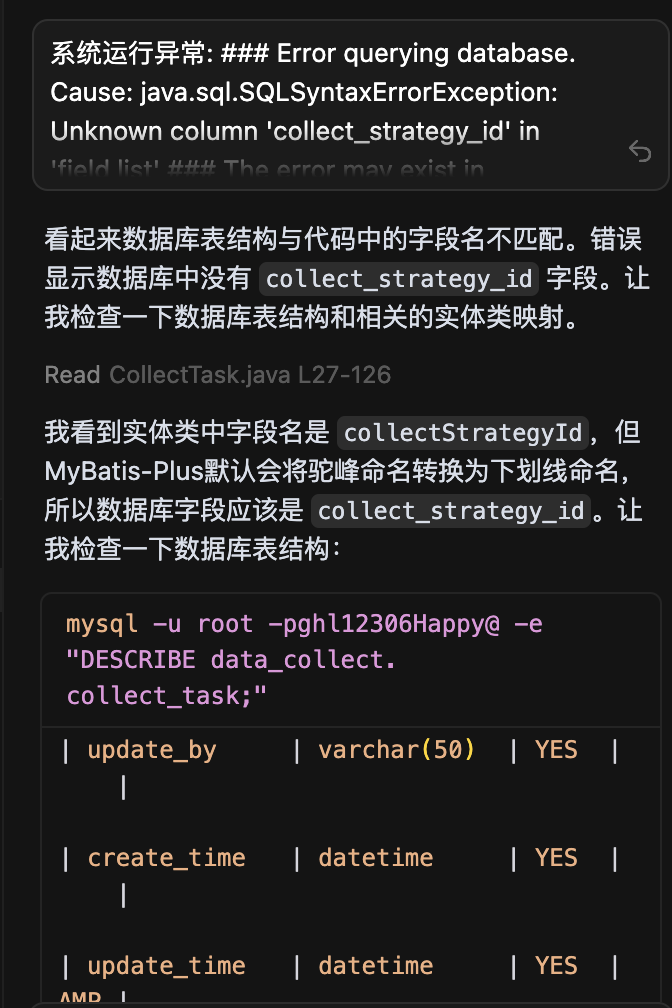 系统运行异常: ### Error querying database.
Cause: java.sql.SQLSyntaxErrorException:
Unknown column 'collect_strategy_id' in
'field list' ### The error may exist in
看起来数据库表结构与代码中的字段名不匹配。错误
显示数据库中没有 collect_strategy_id 字段。让
我检查一下数据库表结构和相关的实体类映射。
Read CollectTask.java L27-126
我看到实体类中字段名是 collectStrategyId，但
MyBatis-Plus默认会将驼峰命名转换为下划线命名，
所以数据库字段应该是 collect_strategy_id。让
我检查一下数据库表结构：
mysql -u root -pghl12306Happy@ -e
"DESCRIBE data_collect.
collect_task;"
| update_by | varchar(50) | YES |
|
| create_time | datetime | YES |
|
| update_time | datetime | YES |
AMP |